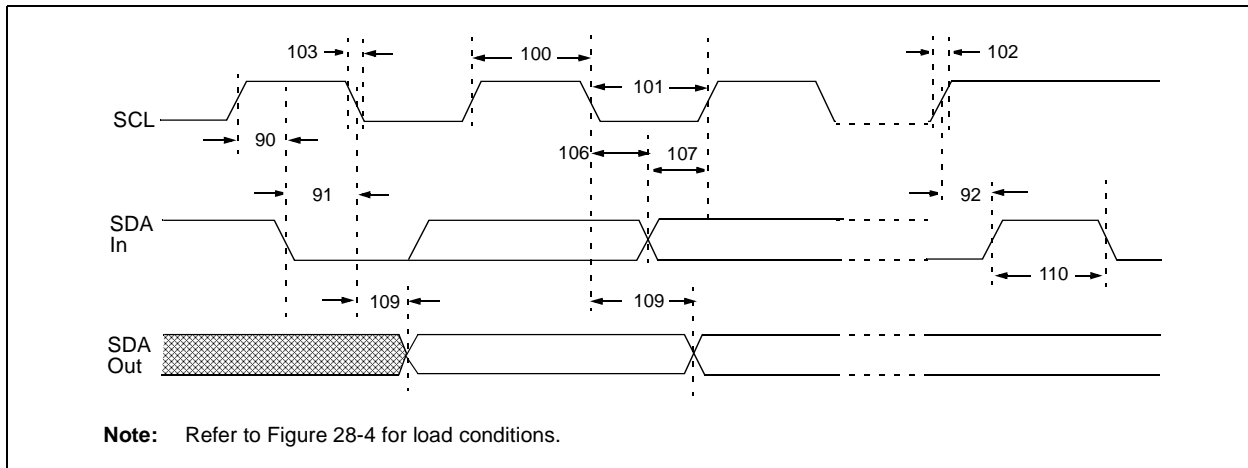 103
100
102
101
SCL
90
106
107
91
92
SDA
In
110
109
109
SDA
Out
Note: Refer to Figure 28-4 for load conditions.